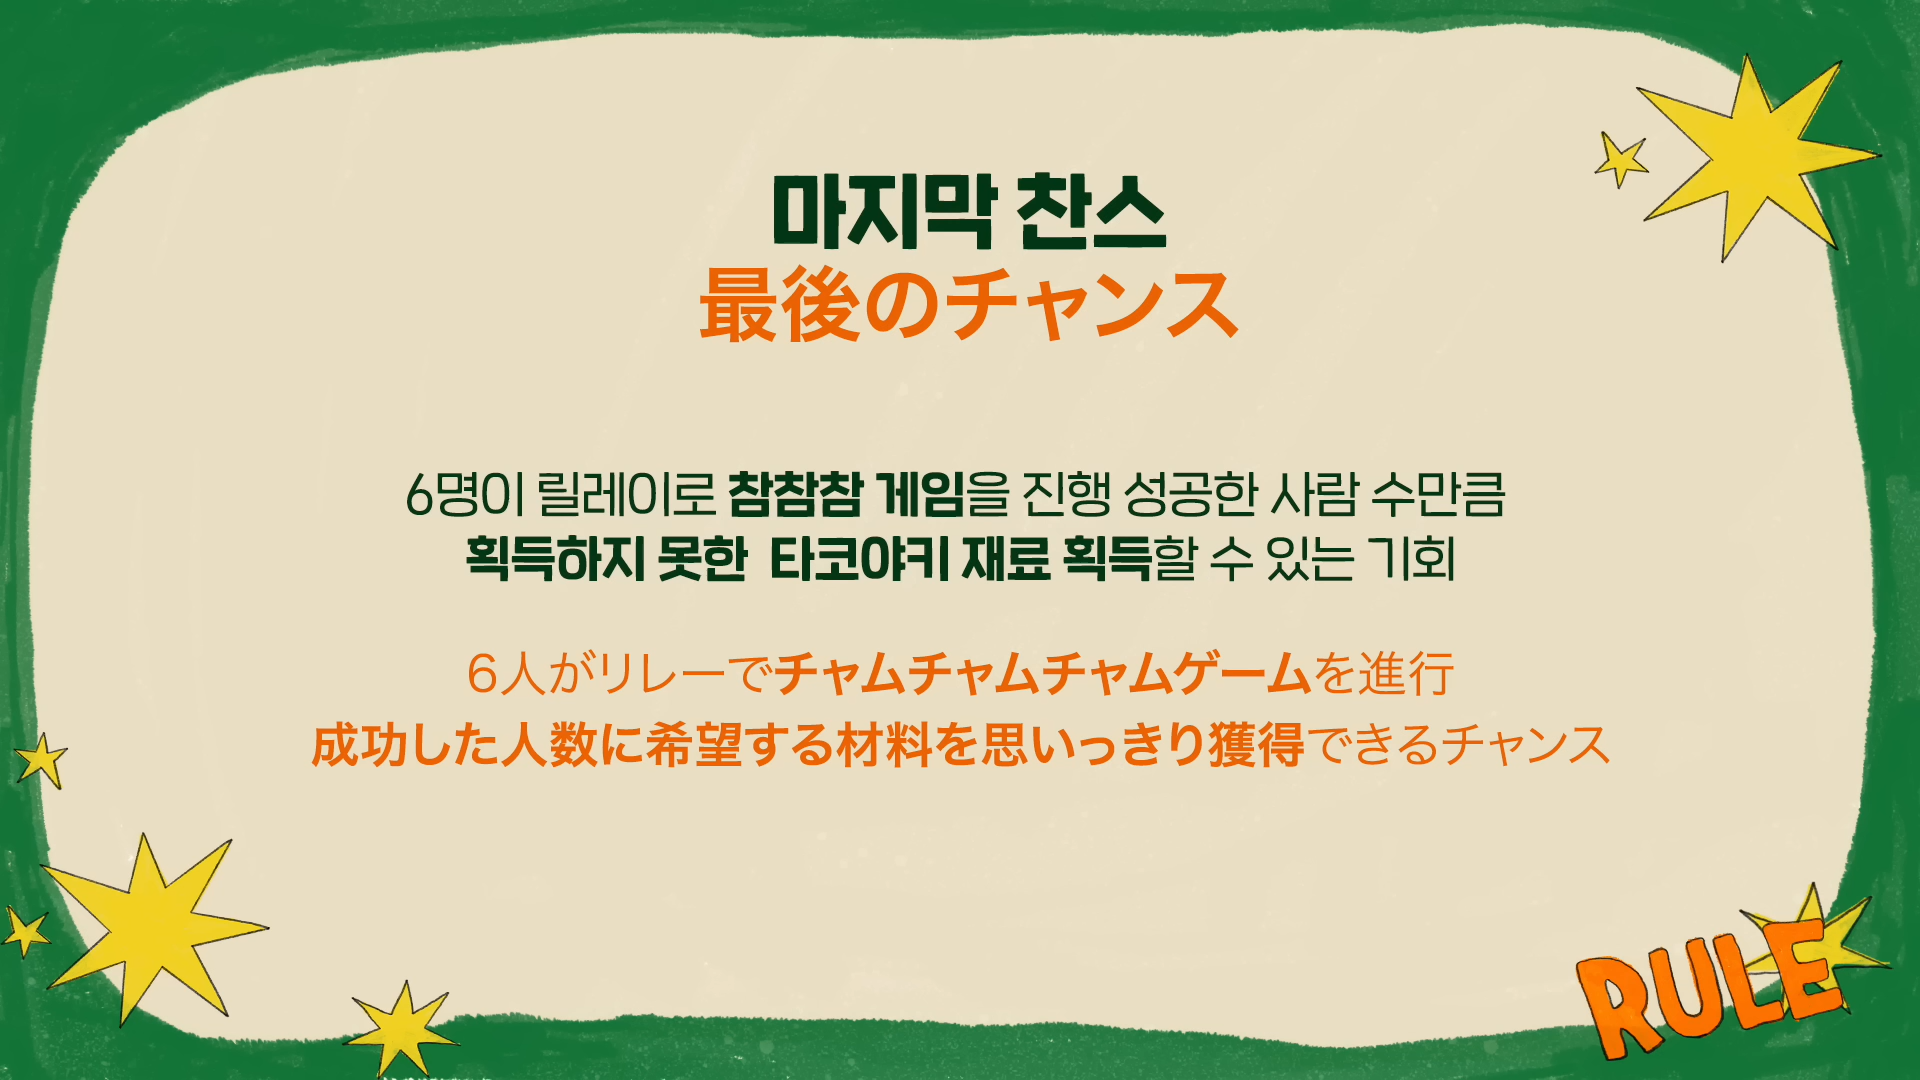 마지막 찬스
最後のチャンス
6명이 릴레이로 참참참 게임을 진행 성공한 사람 수만큼
획득하지 못한 타코야키 재료 획득할 수 있는 기회
6人がリレーでチャムチャムチャムゲームを進行
成功した人数に希望する材料を思いっきり獲得できるチャンス
RULE